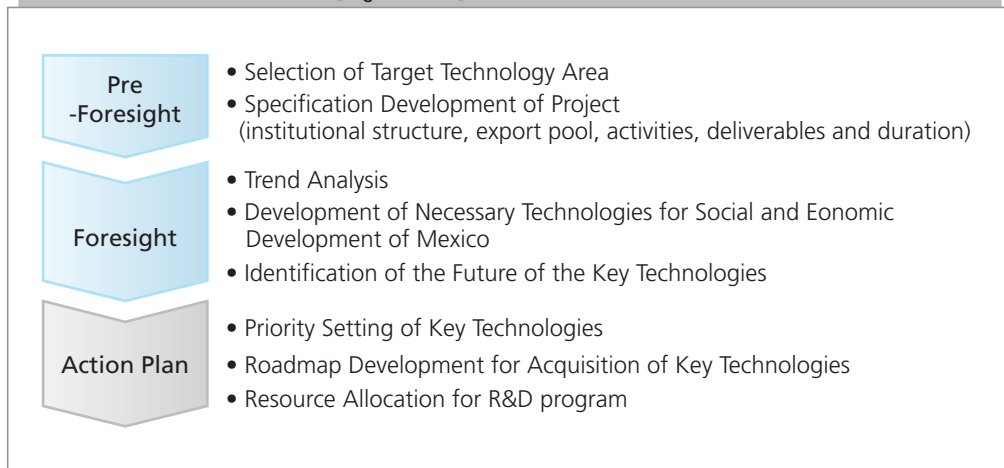 Pre
-Foresight
• Selection of Target Technology Area
• Specification Development of Project
(institutional structure, export pool, activities, deliverables and duration)
Foresight
• Trend Analysis
• Development of Necessary Technologies for Social and Eonomic
Development of Mexico
• Identification of the Future of the Key Technologies
Action Plan
• Priority Setting of Key Technologies
• Roadmap Development for Acquisition of Key Technologies
• Resource Allocation for R&D program